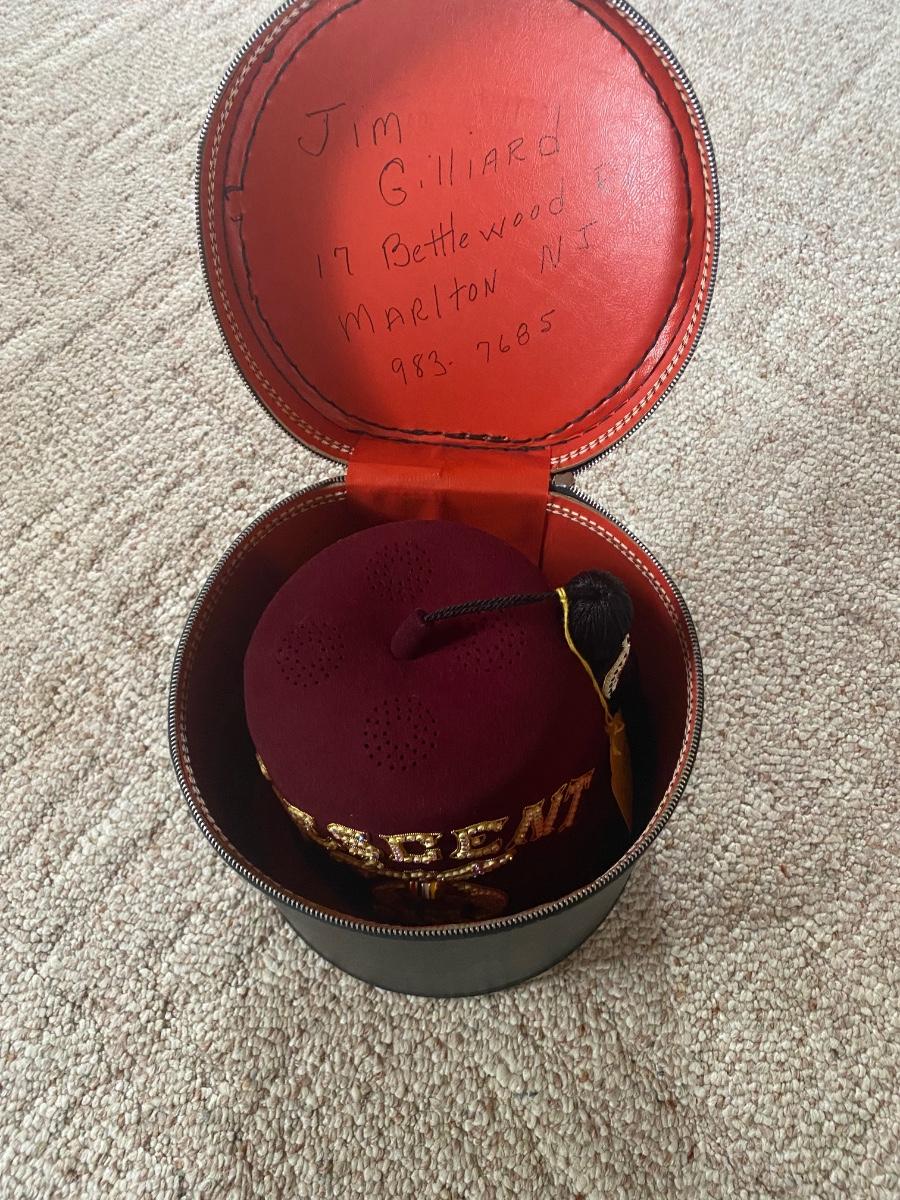 Jim
Gilliard
17 Bettlewood
Marlton NJ
983-7685